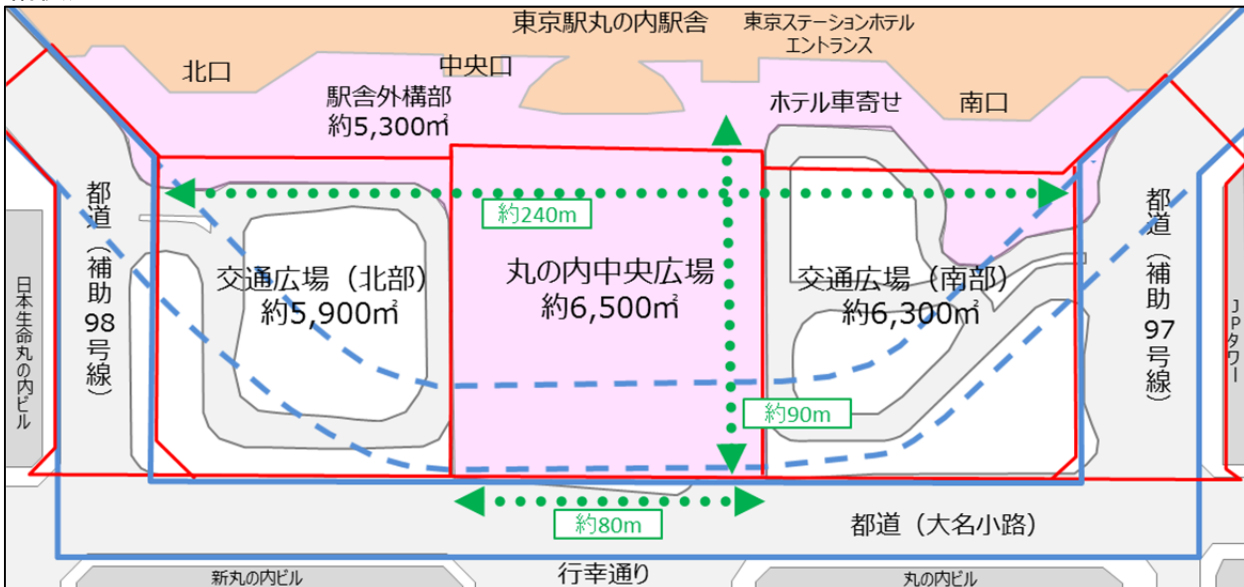 東京駅丸の内駅舎
東京ステーションホテル
エントランス
北口
中央口
駅舎外構部
約5,300㎡
ホテル車寄せ
南口
約240m
都道（補助98号線）
交通広場（北部）
約5,900㎡
丸の内中央広場
約6,500㎡
交通広場（南部）
約6,300㎡
都道（補助97号線）
日本生命丸の内ビル
JPタワー
約90m
約80m
都道（大名小路）
新丸の内ビル
行幸通り
丸の内ビル